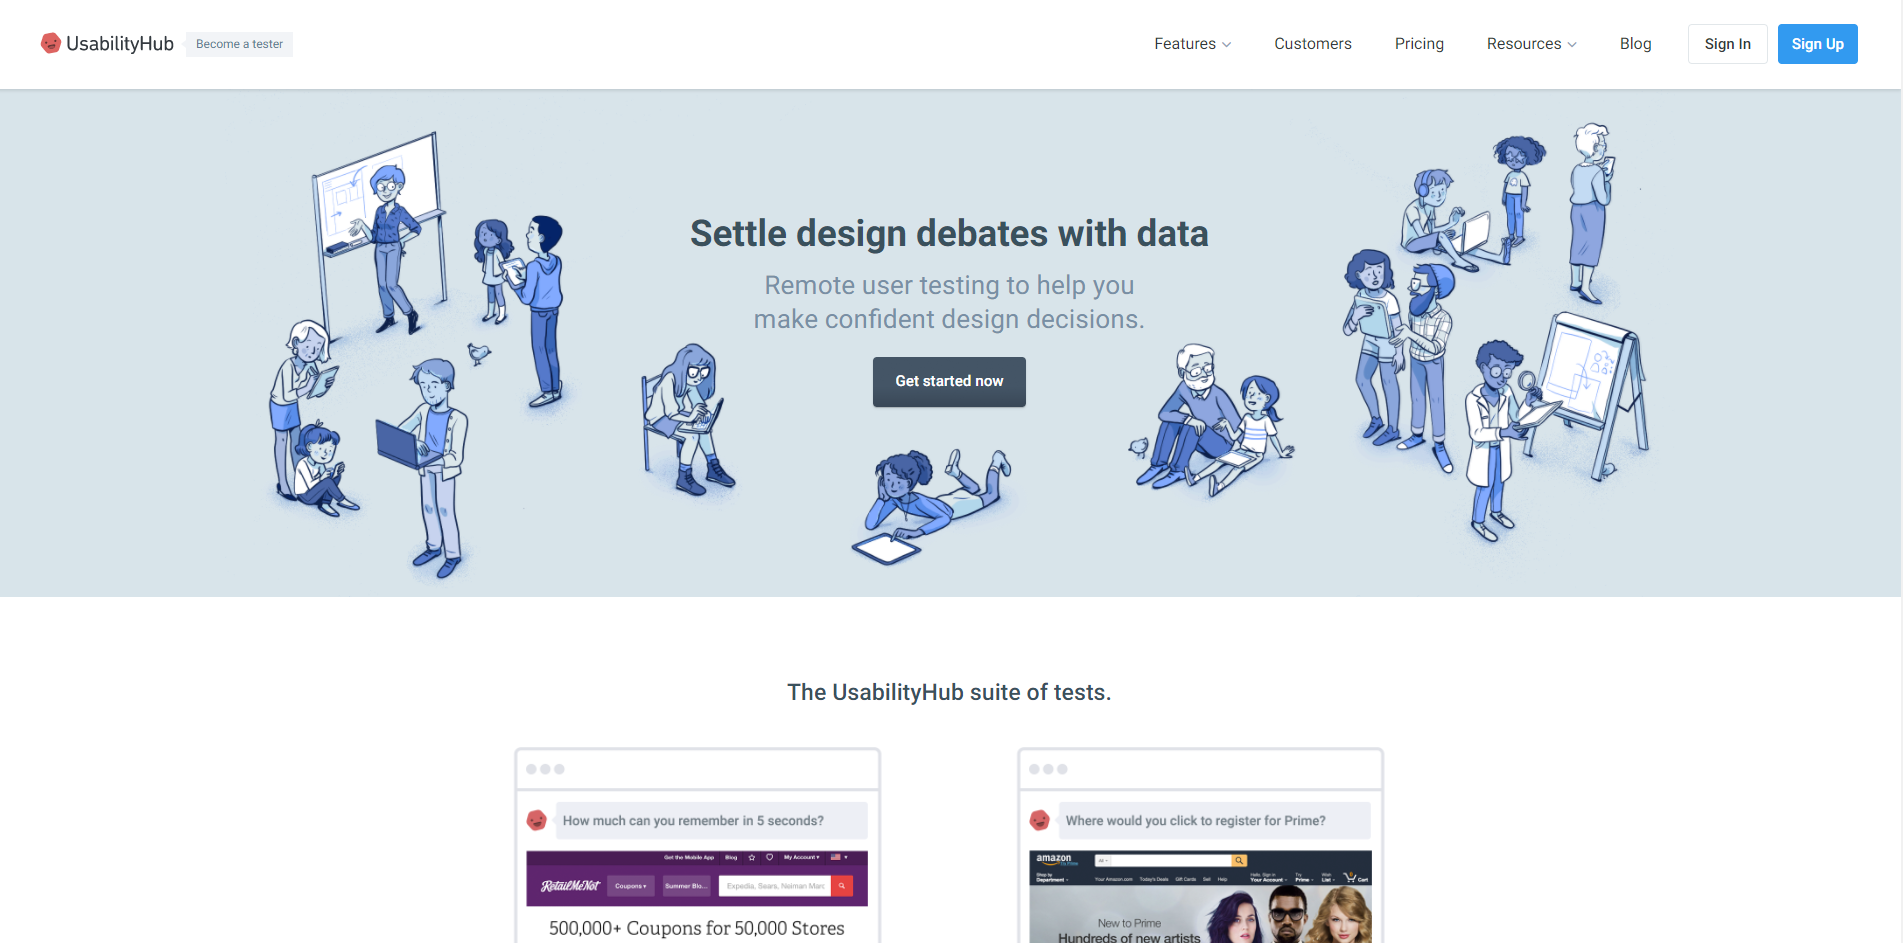 UsabilityHub
Become a tester
Features
Customers
Pricing
Resources
Blog
Sign In
Sign Up
Settle design debates with data
Remote user testing to help you
make confident design decisions.
Get started now
The UsabilityHub suite of tests.
How much can you remember in 5 seconds?
Get the Mobile App
Blog
My Account
RetailMeNot
Coupons
Summer Blo...
Expedia, Sears, Neiman Marc
500,000+ Coupons for 50,000 Stores
Where would you click to register for Prime?
amazon
All
Shop by
Department
Your Amazon.com
Today's Deals
Gift Cards
Sell
Help
Hello. Sign in
Your Account
Try
Prime
Wish
List
0
Cart
New to Prime
Hundreds of new artists